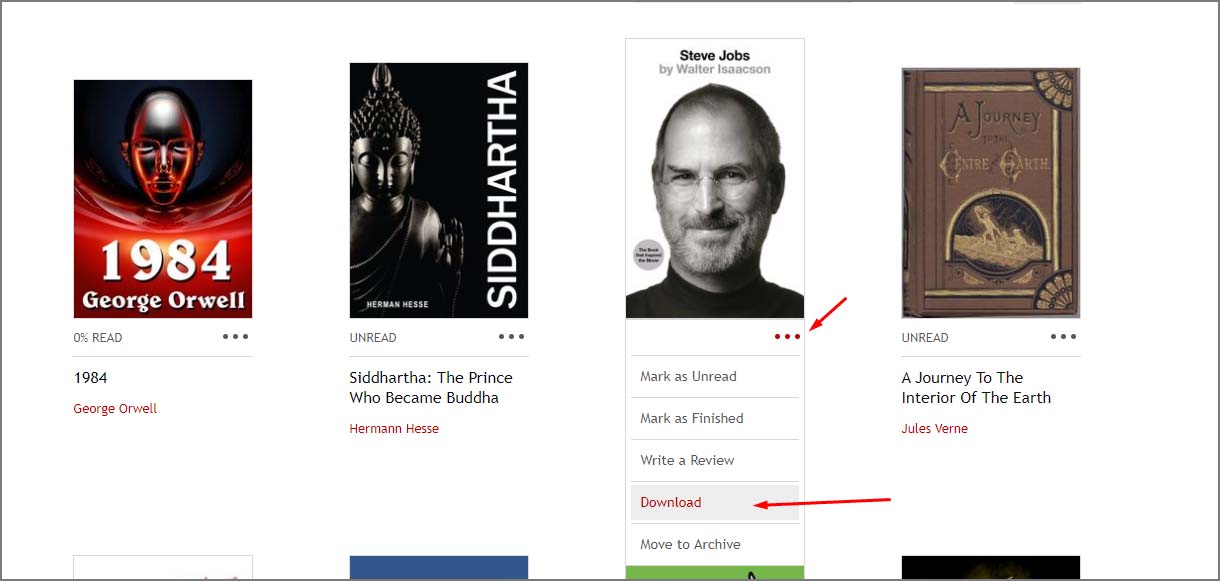 1984
George Orwell
0% READ
1984
George Orwell
SIDDHARTHA
HERMAN HESSE
UNREAD
Siddhartha: The Prince
Who Became Buddha
Hermann Hesse
Steve Jobs
by Walter Isaacson
The Book
that Inspired
the Movie
Mark as Unread
Mark as Finished
Write a Review
Download
Move to Archive
A JOURNEY
TO THE
CENTRE EARTH.
UNREAD
A Journey To The
Interior Of The Earth
Jules Verne